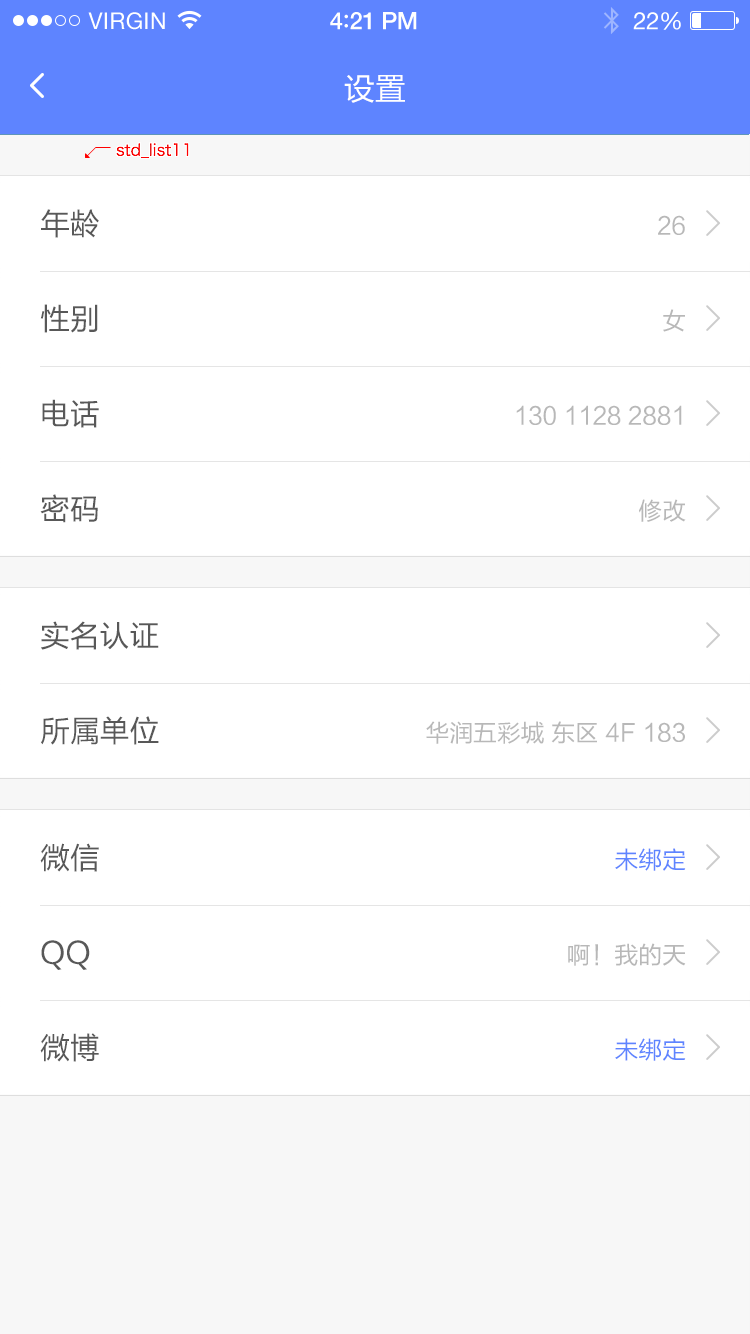 VIRGIN 4:21 PM 22%
设置
std_list11
年龄 26
性别 女
电话 130 1128 2881
密码 修改
实名认证
所属单位 华润五彩城 东区 4F 183
微信 未绑定
QQ 啊！我的天
微博 未绑定